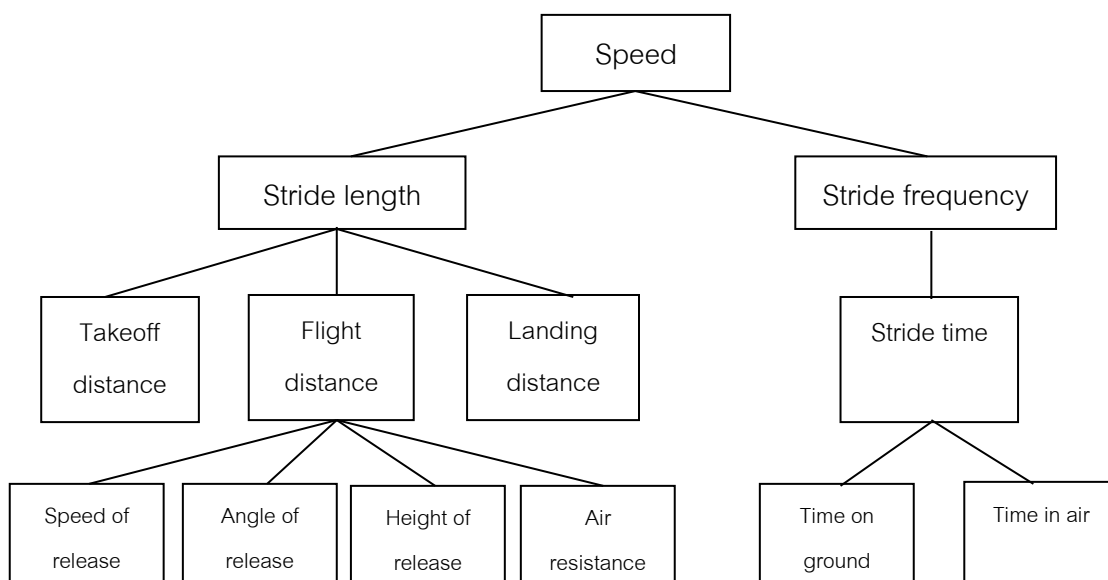 Speed
Stride length
Stride frequency
Takeoff
distance
Flight
distance
Landing
distance
Stride time
Speed of
release
Angle of
release
Height of
release
Air
resistance
Time on
ground
Time in air